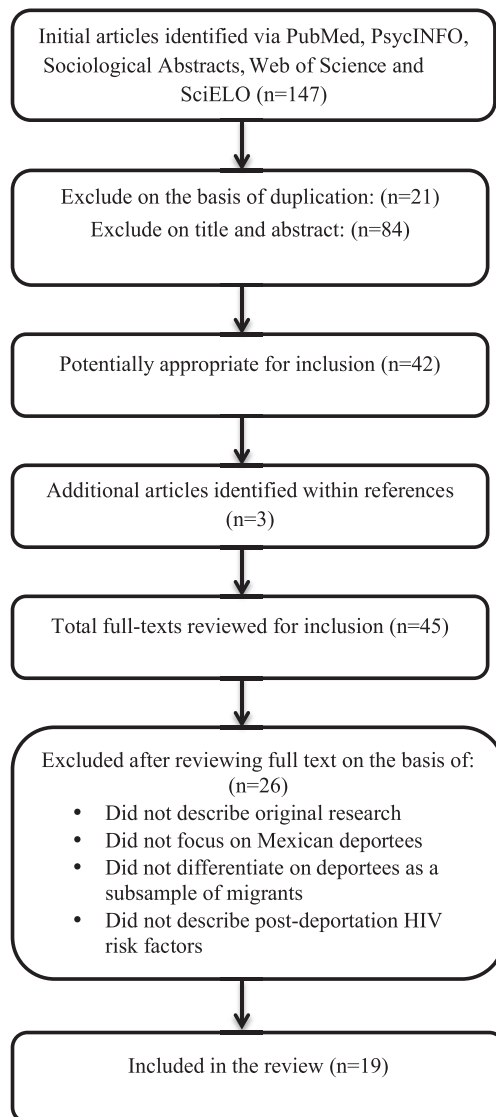 Initial articles identified via PubMed, PsycINFO,
Sociological Abstracts, Web of Science and
SciELO (n=147)
Exclude on the basis of duplication: (n=21)
Exclude on title and abstract: (n=84)
Potentially appropriate for inclusion (n=42)
Additional articles identified within references
(n=3)
Total full-texts reviewed for inclusion (n=45)
Excluded after reviewing full text on the basis of:
(n=26)
• Did not describe original research
• Did not focus on Mexican deportees
• Did not differentiate on deportees as a
subsample of migrants
• Did not describe post-deportation HIV
risk factors
Included in the review (n=19)